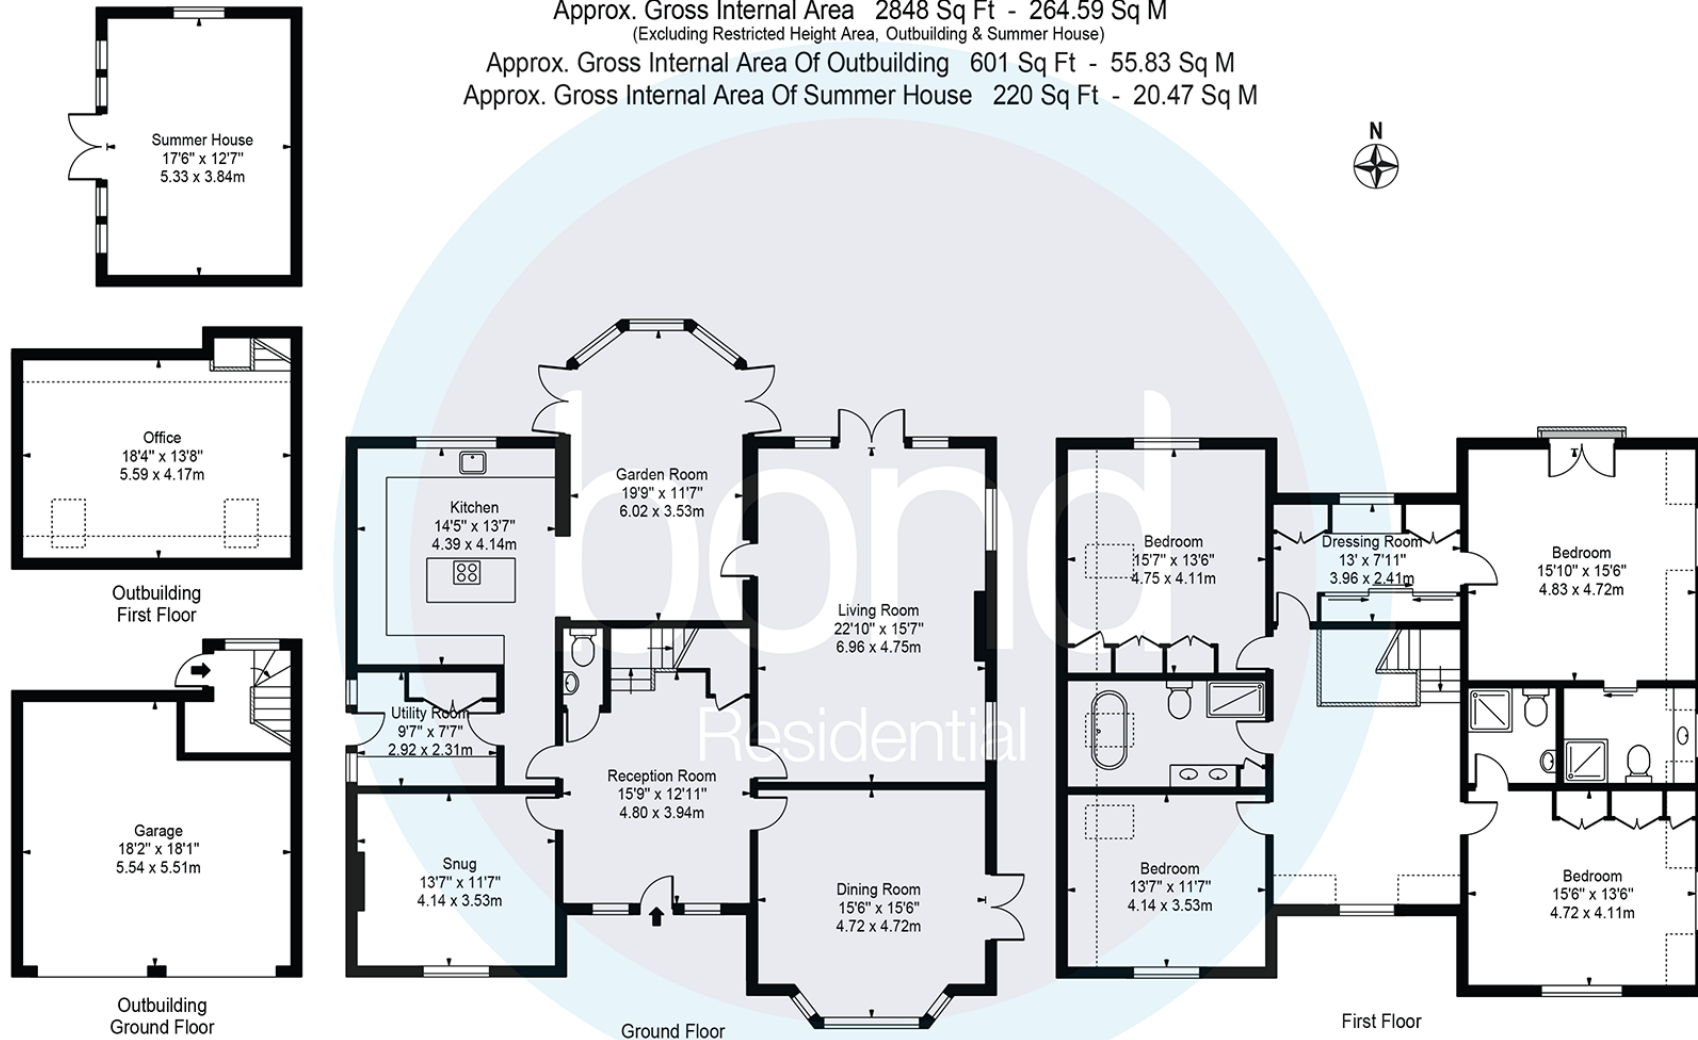 Approx. Gross Internal Area 2848 Sq Ft - 264.59 Sq M
(Excluding Restricted Height Area, Outbuilding & Summer House)
Approx. Gross Internal Area Of Outbuilding 601 Sq Ft - 55.83 Sq M
Approx. Gross Internal Area Of Summer House 220 Sq Ft - 20.47 Sq M
N
Summer House
17'6" x 12'7"
5.33 x 3.84m
Office
18'4" x 13'8"
5.59 x 4.17m
Outbuilding
First Floor
Garage
18'2" x 18'1"
5.54 x 5.51m
Outbuilding
Ground Floor
Kitchen
14'5" x 13'7"
4.39 x 4.14m
Garden Room
19'9" x 11'7"
6.02 x 3.53m
Living Room
22'10" x 15'7"
6.96 x 4.75m
Utility Room
9'7" x 7'7"
2.92 x 2.31m
Reception Room
15'9" x 12'11"
4.80 x 3.94m
Snug
13'7" x 11'7"
4.14 x 3.53m
Dining Room
15'6" x 15'6"
4.72 x 4.72m
Ground Floor
Bedroom
15'7" x 13'6"
4.75 x 4.11m
Dressing Room
13' x 7'11"
3.96 x 2.41m
Bedroom
15'10" x 15'6"
4.83 x 4.72m
Bedroom
13'7" x 11'7"
4.14 x 3.53m
Bedroom
15'6" x 13'6"
4.72 x 4.11m
First Floor
bond
Residential